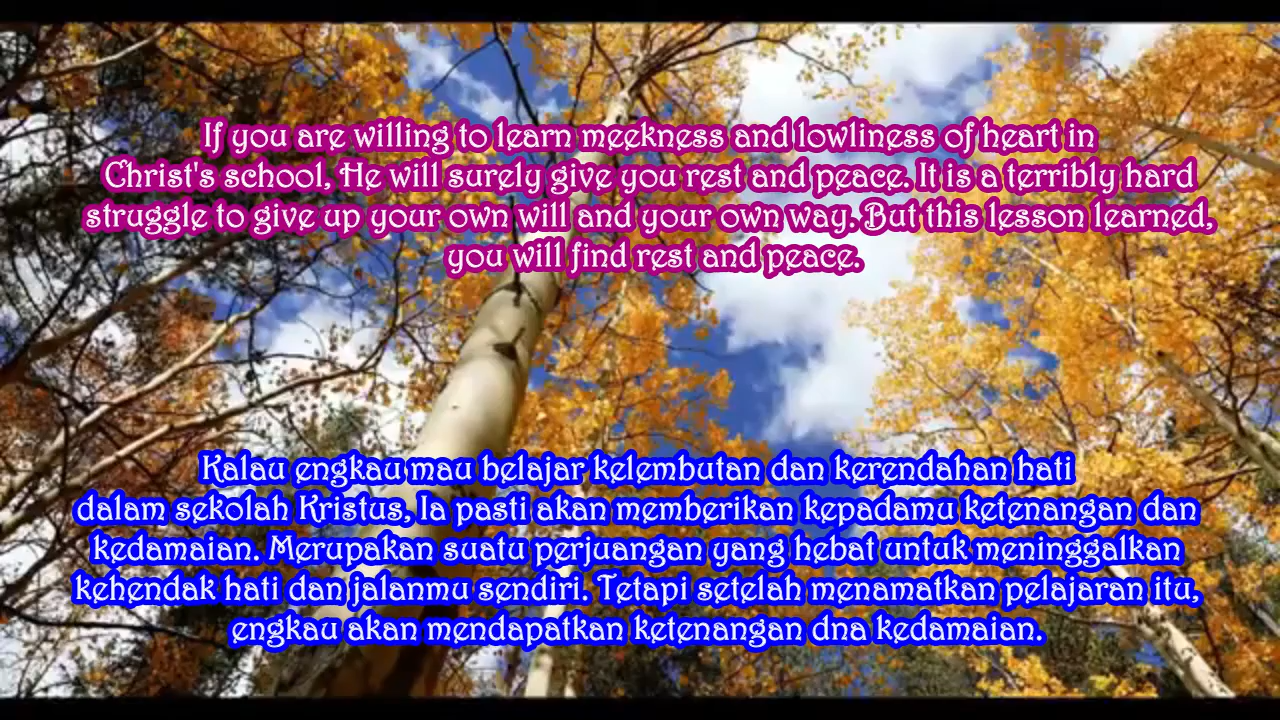 If you are willing to learn meekness and lowliness of heart in
Christ's school, He will surely give you rest and peace. It is a terribly hard
struggle to give up your own will and your own way. But this lesson learned,
you will find rest and peace.
Kalau engkau mau belajar kelembutan dan kerendahan hati
dalam sekolah Kristus, Ia pasti akan memberikan kepadamu ketenangan dan
kedamaian. Merupakan suatu perjuangan yang hebat untuk meninggalkan
kehendak hati dan jalanmu sendiri. Tetapi setelah menamatkan pelajaran itu,
engkau akan mendapatkan ketenangan dna kedamaian.